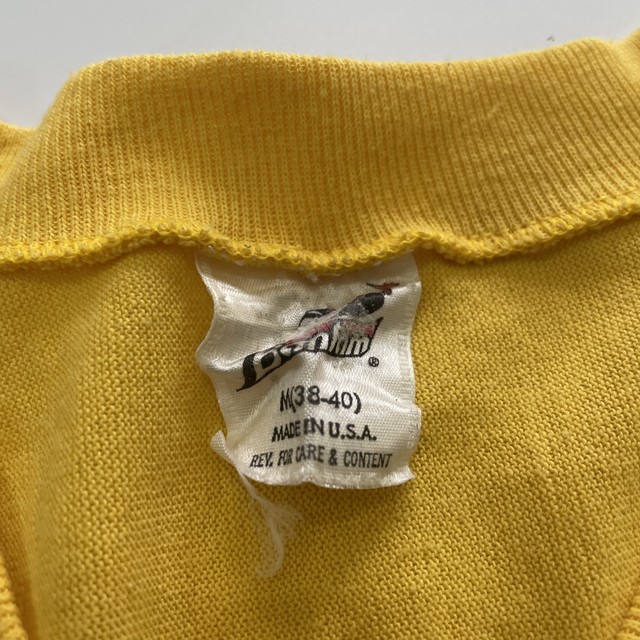 ®
M(38-40)
MADE IN U.S.A.
REV. FOR CARE & CONTENT